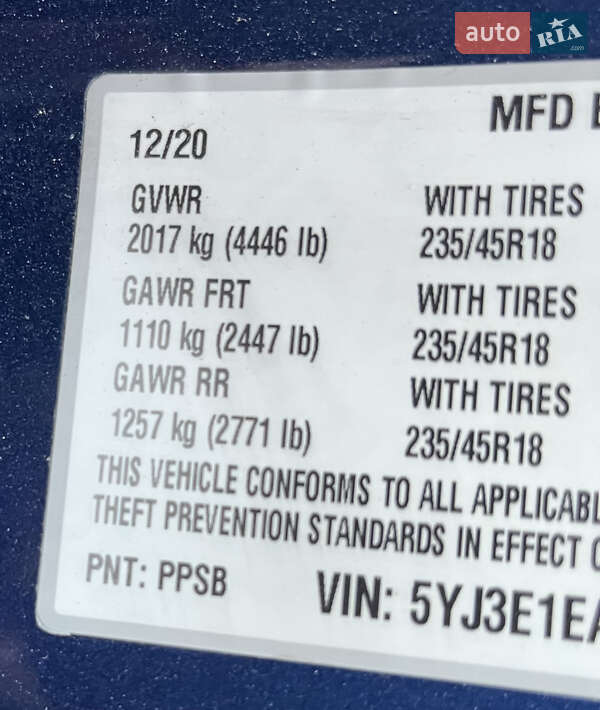 auto RIA.com
MFD
12/20
GVWR WITH TIRES
2017 kg (4446 lb) 235/45R18
GAWR FRT WITH TIRES
1110 kg (2447 lb) 235/45R18
GAWR RR WITH TIRES
1257 kg (2771 lb) 235/45R18
THIS VEHICLE CONFORMS TO ALL APPLICABL
THEFT PREVENTION STANDARDS IN EFFECT
PNT: PPSB VIN: 5YJ3E1EA